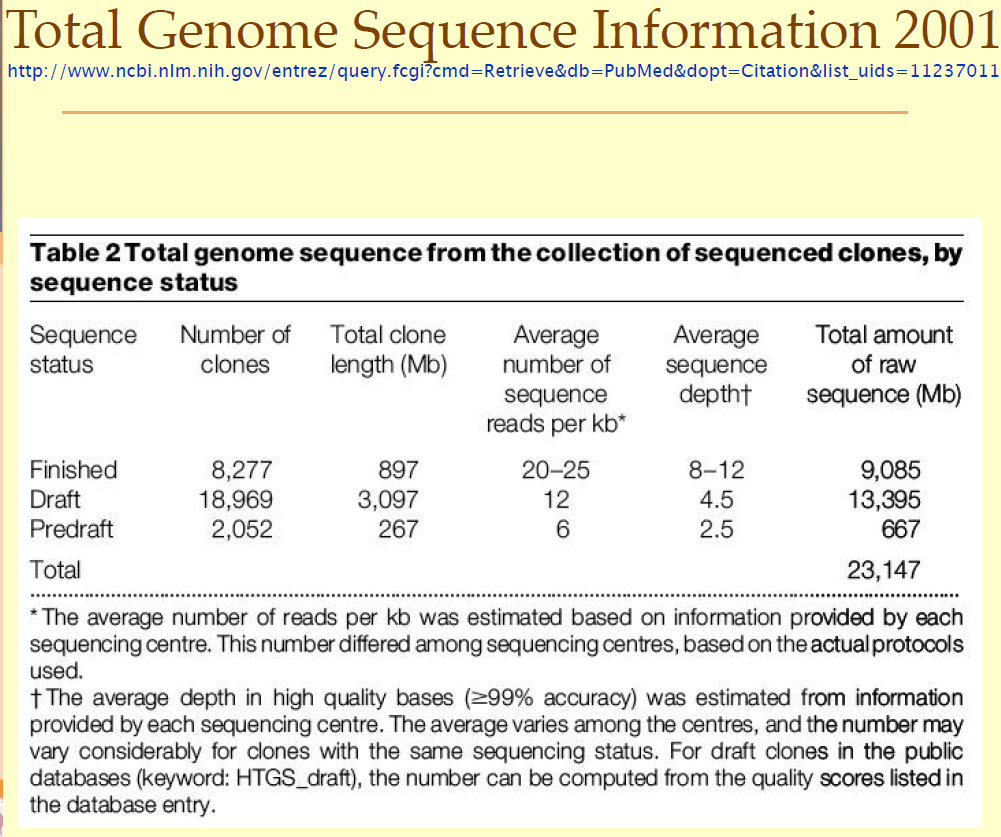 Total Genome Sequence Information 2001
http://www.ncbi.nlm.nih.gov/entrez/query.fcgi?cmd=Retrieve&db=PubMed&dopt=Citation&list_uids=11237011
Table 2 Total genome sequence from the collection of sequenced clones, by
sequence status
Sequence Number of Total clone Average Average Total amount
status clones length (Mb) number of sequence of raw
sequence depth† sequence (Mb)
reads per kb*
Finished 8,277 897 20–25 8–12 9,085
Draft 18,969 3,097 12 4.5 13,395
Predraft 2,052 267 6 2.5 667
Total 23,147
* The average number of reads per kb was estimated based on information provided by each
sequencing centre. This number differed among sequencing centres, based on the actual protocols
used.
† The average depth in high quality bases (≥99% accuracy) was estimated from information
provided by each sequencing centre. The average varies among the centres, and the number may
vary considerably for clones with the same sequencing status. For draft clones in the public
databases (keyword: HTGS_draft), the number can be computed from the quality scores listed in
the database entry.